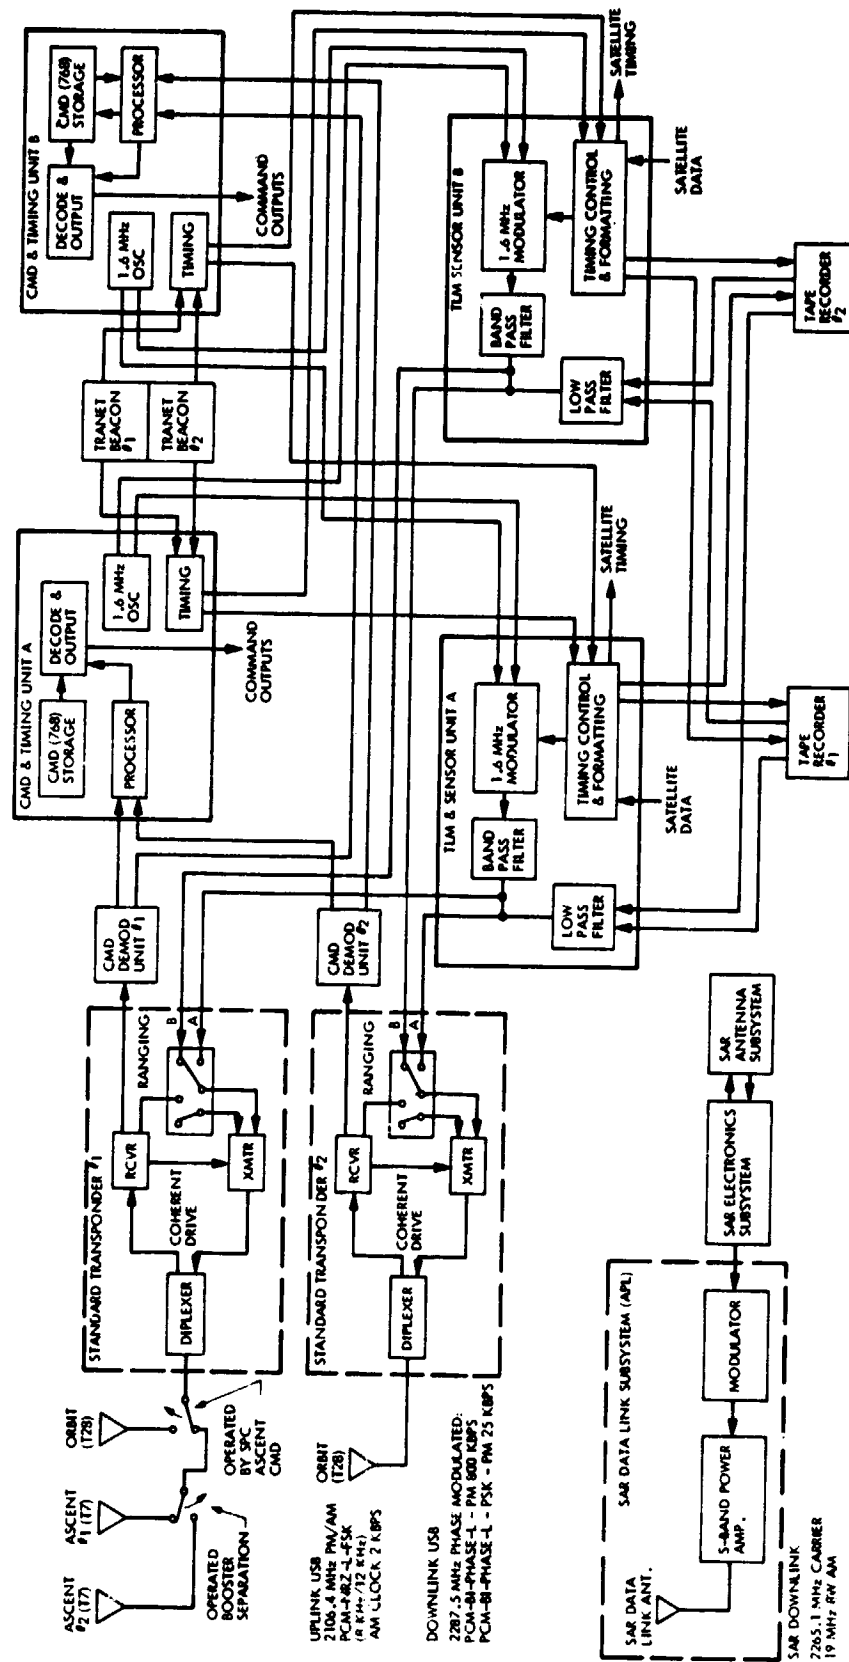 ASCENT
#2 (T7)
ASCENT
#1 (T7)
ORBIT
(T28)
OPERATED
BOOSTER
SEPARATION
OPERATED
BY SPC
ASCENT
CMD
STANDARD TRANSPONDER #1
DIPLEXER
COHERENT
DRIVE
RCVR
XMTR
RANGING
B
A
CMD
DEMOD
UNIT #1
CMD & TIMING UNIT A
CMD (768)
STORAGE
DECODE &
OUTPUT
PROCESSOR
COMMAND
OUTPUTS
1.6 MHz
OSC
TIMING
TRANET
BEACON
#1
TRANET
BEACON
#2
CMD & TIMING UNIT B
CMD (768)
STORAGE
DECODE &
OUTPUT
PROCESSOR
COMMAND
OUTPUTS
1.6 MHz
OSC
TIMING
UPLINK USB
2106.4 MHz PM/AM
PCM-NRZ-L-FSK
AM CLOCK 2 KBPS
ORBIT
(T28)
DOWNLINK USB
2287.5 MHz PHASE MODULATED:
PCM-BI-PHASE-L - PM 800 KBPS
PCM-BI-PHASE-L - PSK - PM 25 KBPS
STANDARD TRANSPONDER #2
DIPLEXER
COHERENT
DRIVE
RCVR
XMTR
RANGING
B
A
CMD
DEMOD
UNIT #2
TLM & SENSOR UNIT A
LOW
PASS
FILTER
BAND
PASS
FILTER
1.6 MHz
MODULATOR
TIMING CONTROL
& FORMATTING
SATELLITE
DATA
SATELLITE
TIMING
TLM SENSOR UNIT B
LOW
PASS
FILTER
BAND
PASS
FILTER
1.6 MHz
MODULATOR
TIMING CONTROL
& FORMATTING
SATELLITE
DATA
SATELLITE
TIMING
TAPE
RECORDER
#1
TAPE
RECORDER
#2
SAR DATA LINK SUBSYSTEM (APL)
SAR DATA
LINK ANT.
S-BAND POWER
AMP.
MODULATOR
SAR ELECTRONICS
SUBSYSTEM
SAR
ANTENNA
SUBSYSTEM
SAR DOWNLINK
2265.1 MHz CARRIER
19 MHz BW AM